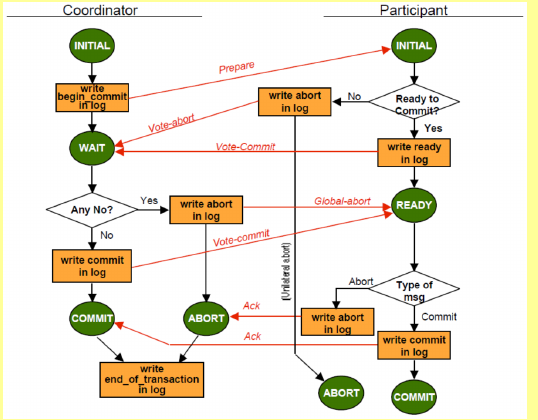 Coordinator
Participant
INITIAL
INITIAL
Prepare
write
begin_commit
in log
write abort
in log
No
Ready to
Commit?
Vote-abort
Yes
WAIT
Vote-Commit
write ready
in log
Any No?
Yes
write abort
in log
Global-abort
READY
No
Vote-commit
write commit
in log
(Unilateral abort)
Abort
Type of
msg
COMMIT
ABORT
Ack
write abort
in log
Commit
Ack
write commit
in log
write
end_of_transaction
in log
ABORT
COMMIT